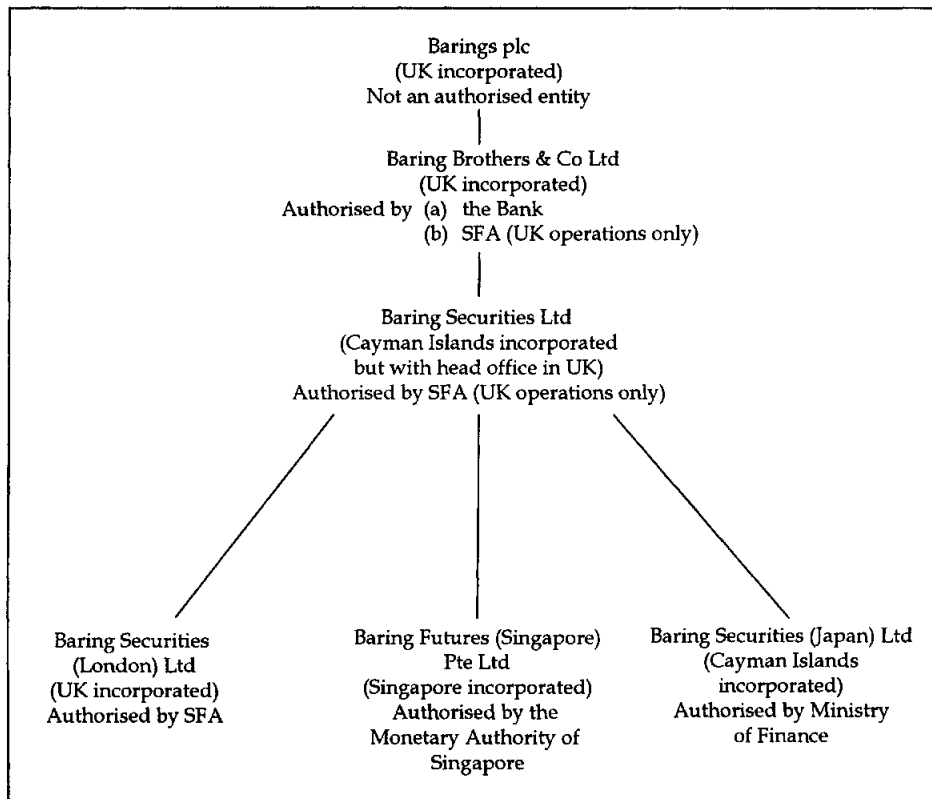 Barings plc
(UK incorporated)
Not an authorised entity
Baring Brothers & Co Ltd
(UK incorporated)
Authorised by (a) the Bank
(b) SFA (UK operations only)
Baring Securities Ltd
(Cayman Islands incorporated
but with head office in UK)
Authorised by SFA (UK operations only)
Baring Securities
(London) Ltd
(UK incorporated)
Authorised by SFA
Baring Futures (Singapore)
Pte Ltd
(Singapore incorporated)
Authorised by the
Monetary Authority of
Singapore
Baring Securities (Japan) Ltd
(Cayman Islands
incorporated)
Authorised by Ministry
of Finance